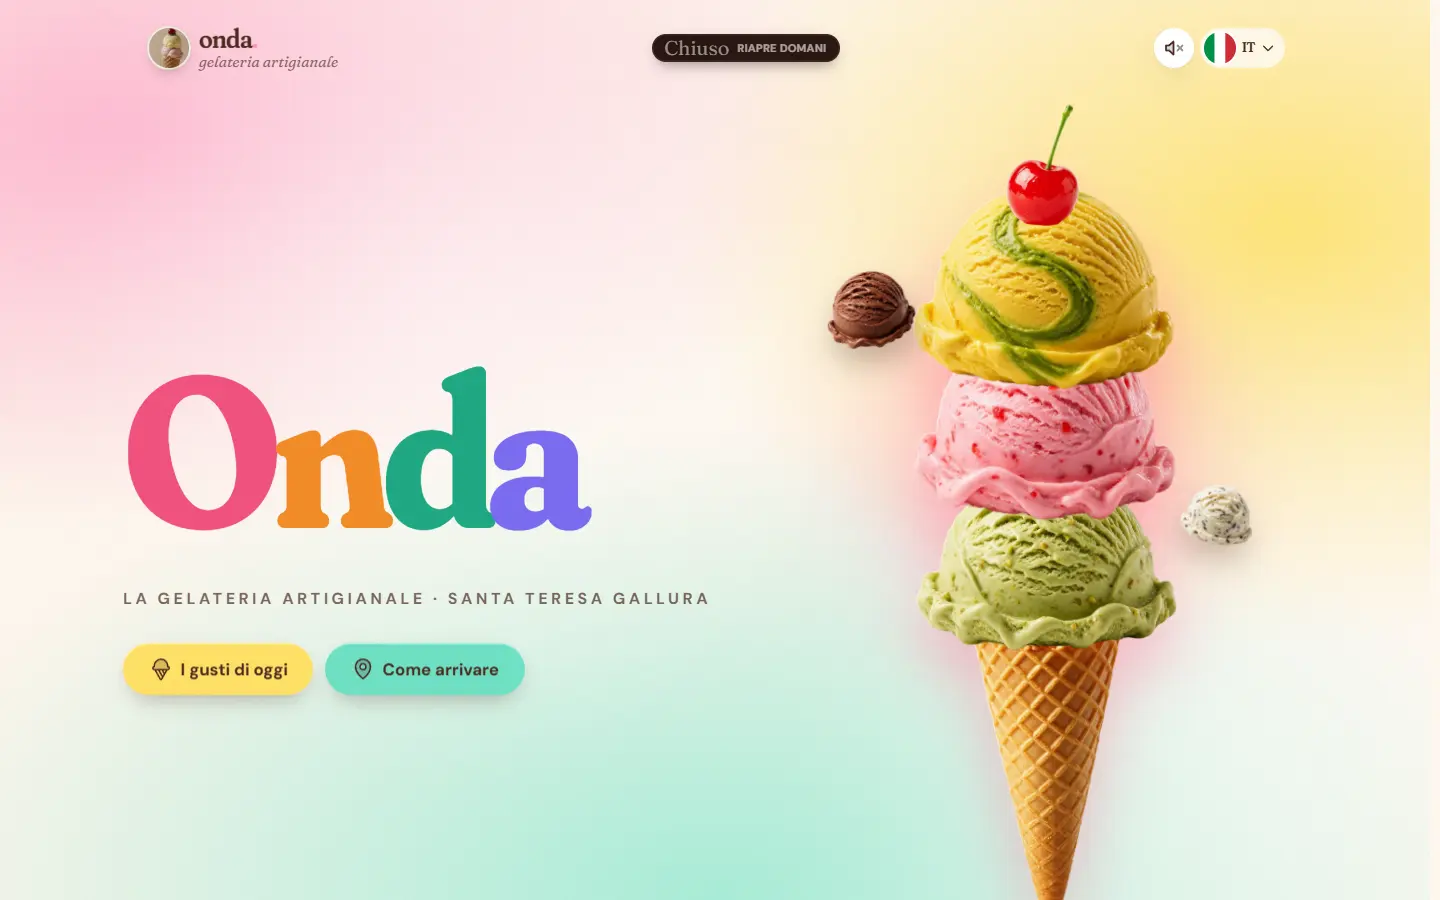 onda.
gelateria artigianale
Chiuso RIAPRE DOMANI
IT
Onda
LA GELATERIA ARTIGIANALE · SANTA TERESA GALLURA
I gusti di oggi
Come arrivare